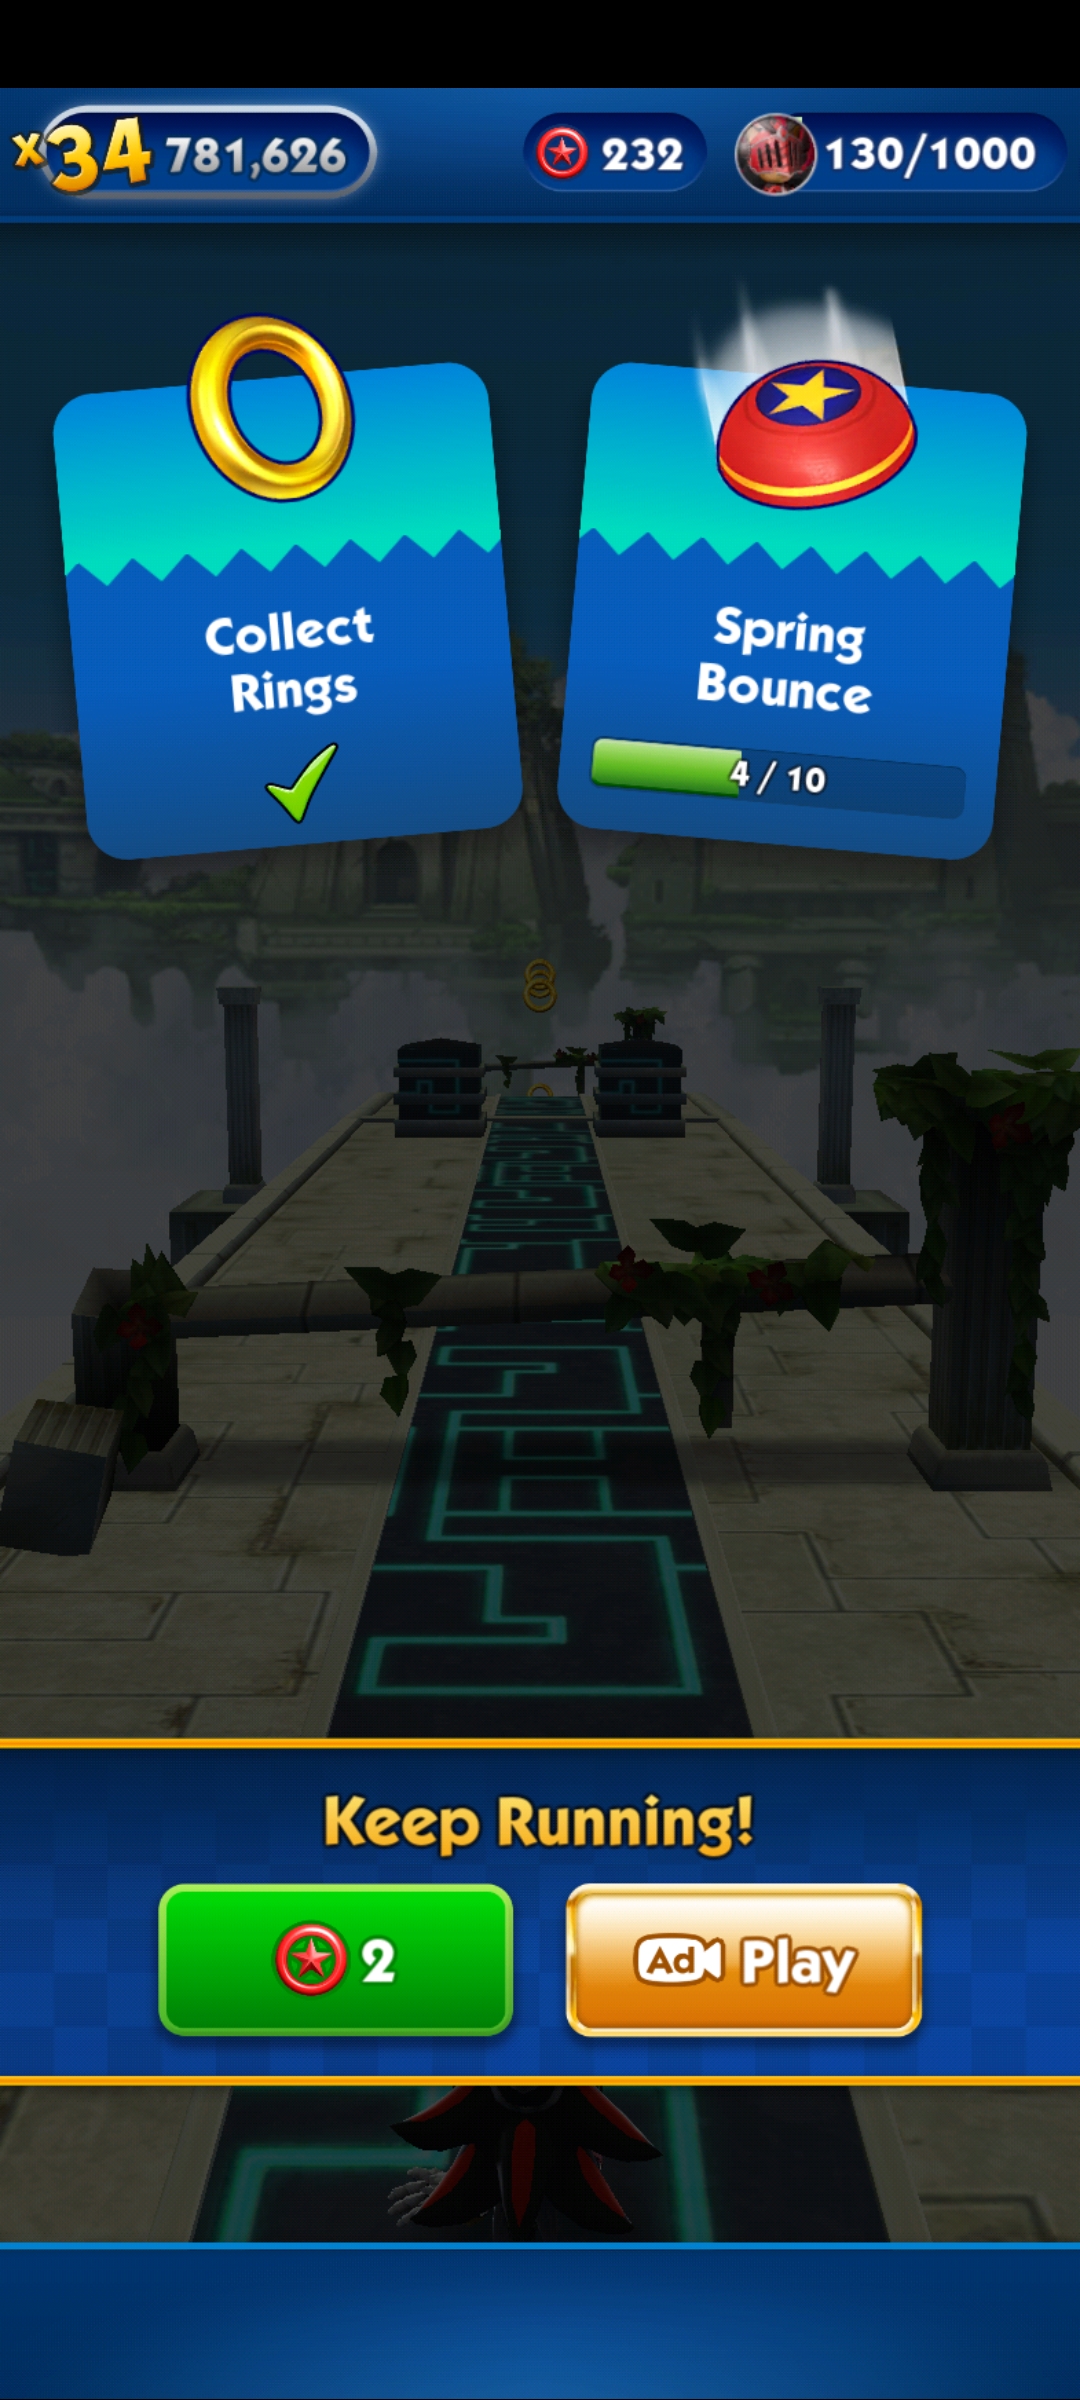 x34 781,626
232
130/1000
Collect
Rings
Spring
Bounce
4 / 10
Keep Running!
2
Ad Play